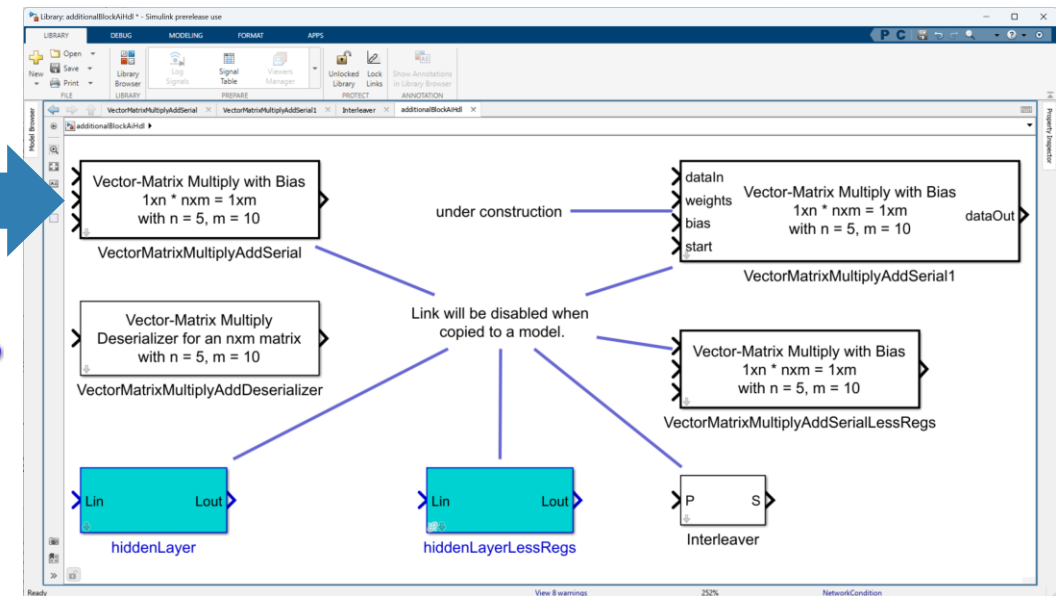 Library: additionalBlockAiHdl * - Simulink prerelease use
LIBRARY DEBUG MODELING FORMAT APPS
New
Open
Save
Print
Library Browser
Log Signals
Signal Table
Viewers Manager
Unlocked Library
Lock Links
Show Annotations in Library Browser
FILE LIBRARY PREPARE PROTECT ANNOTATION
VectorMatrixMultiplyAddSerial VectorMatrixMultiplyAddSerial1 Interleaver additionalBlockAiHdl
additionalBlockAiHdl
Model Browser
Property Inspector
Vector-Matrix Multiply with Bias
1xn * nxm = 1xm
with n = 5, m = 10
VectorMatrixMultiplyAddSerial
under construction
dataIn
weights
bias
start
Vector-Matrix Multiply with Bias
1xn * nxm = 1xm
with n = 5, m = 10
dataOut
VectorMatrixMultiplyAddSerial1
Link will be disabled when
copied to a model.
Vector-Matrix Multiply
Deserializer for an nxm matrix
with n = 5, m = 10
VectorMatrixMultiplyAddDeserializer
Vector-Matrix Multiply with Bias
1xn * nxm = 1xm
with n = 5, m = 10
VectorMatrixMultiplyAddSerialLessRegs
Lin Lout
hiddenLayer
Lin Lout
hiddenLayerLessRegs
P S
Interleaver
Ready View 8 warnings 252% NetworkCondition